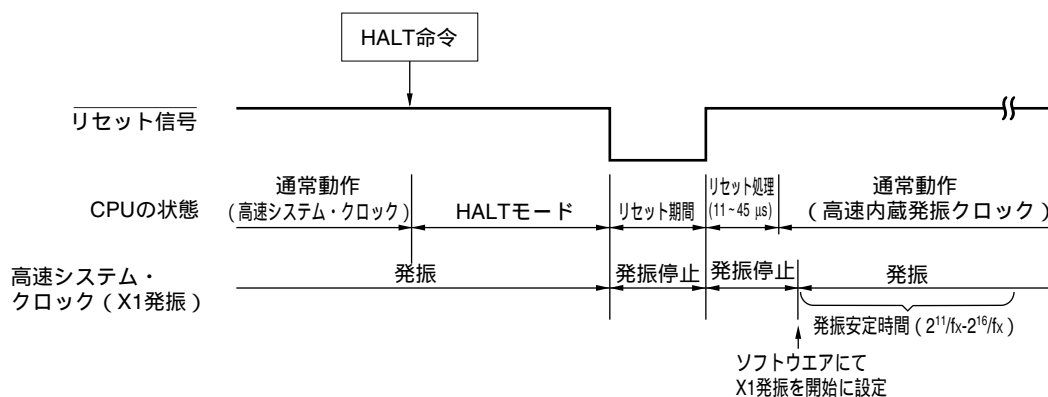 HALT命令
リセット信号
CPUの状態
通常動作
（高速システム・クロック）
HALTモード
リセット期間
リセット処理
(11~45 μs)
通常動作
（高速内蔵発振クロック）
高速システム・
クロック（X1発振）
発振
発振停止
発振停止
発振
発振安定時間（2¹¹/fx-2¹⁶/fx）
ソフトウエアにて
X1発振を開始に設定